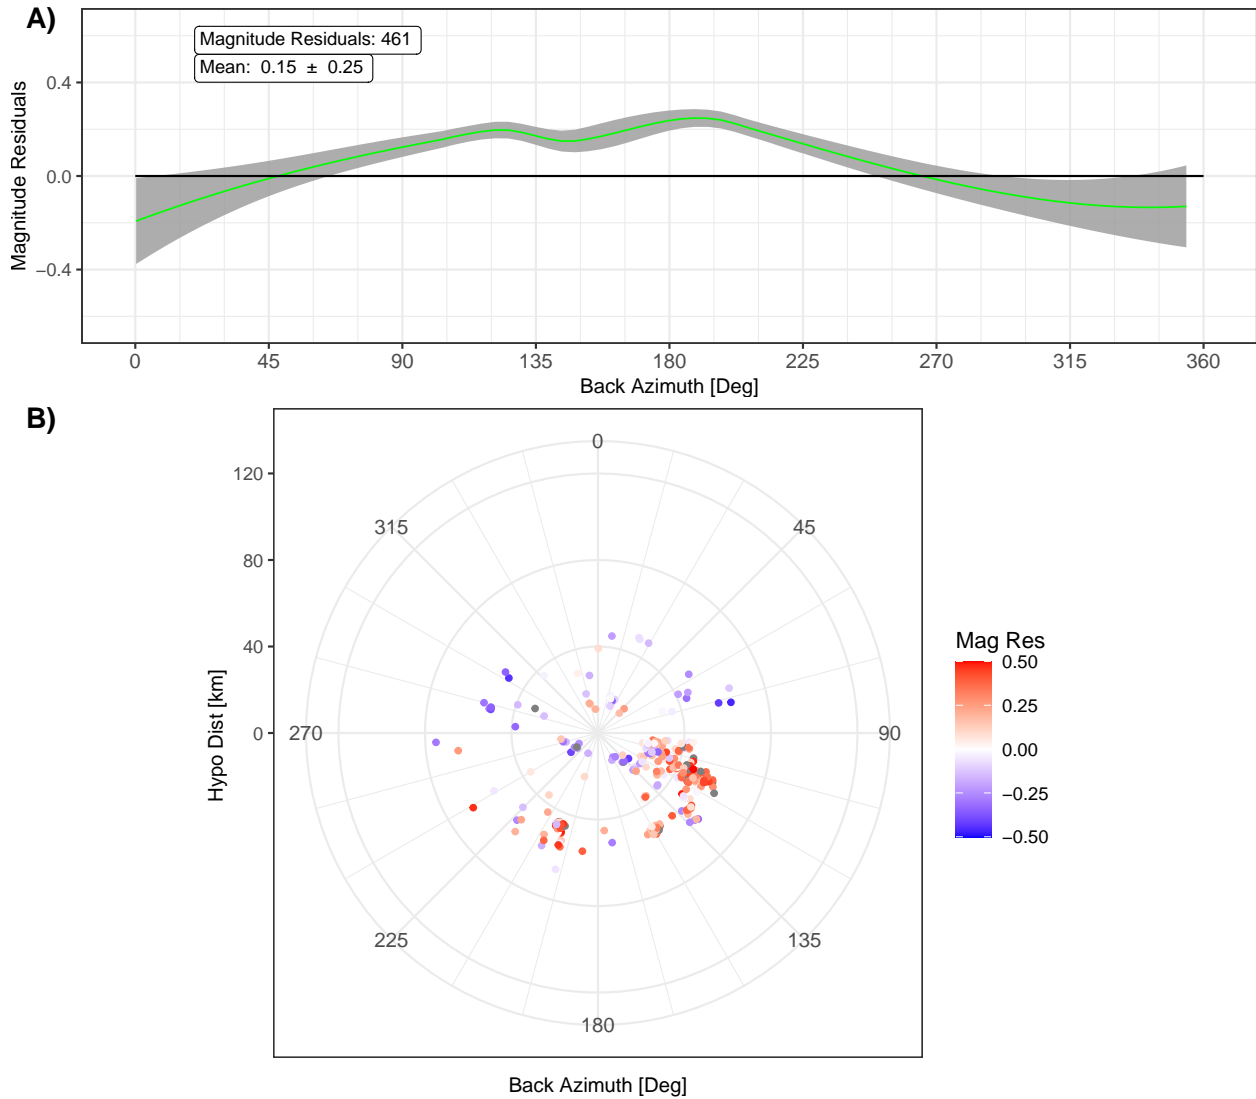 A)
Magnitude Residuals: 461
Mean: 0.15 ± 0.25
Magnitude Residuals
0.4
0.0
−0.4
0 45 90 135 180 225 270 315 360
Back Azimuth [Deg]
B)
Hypo Dist [km]
120
80
40
0
0
45
90
135
180
225
270
315
Back Azimuth [Deg]
Mag Res
0.50
0.25
0.00
−0.25
−0.50